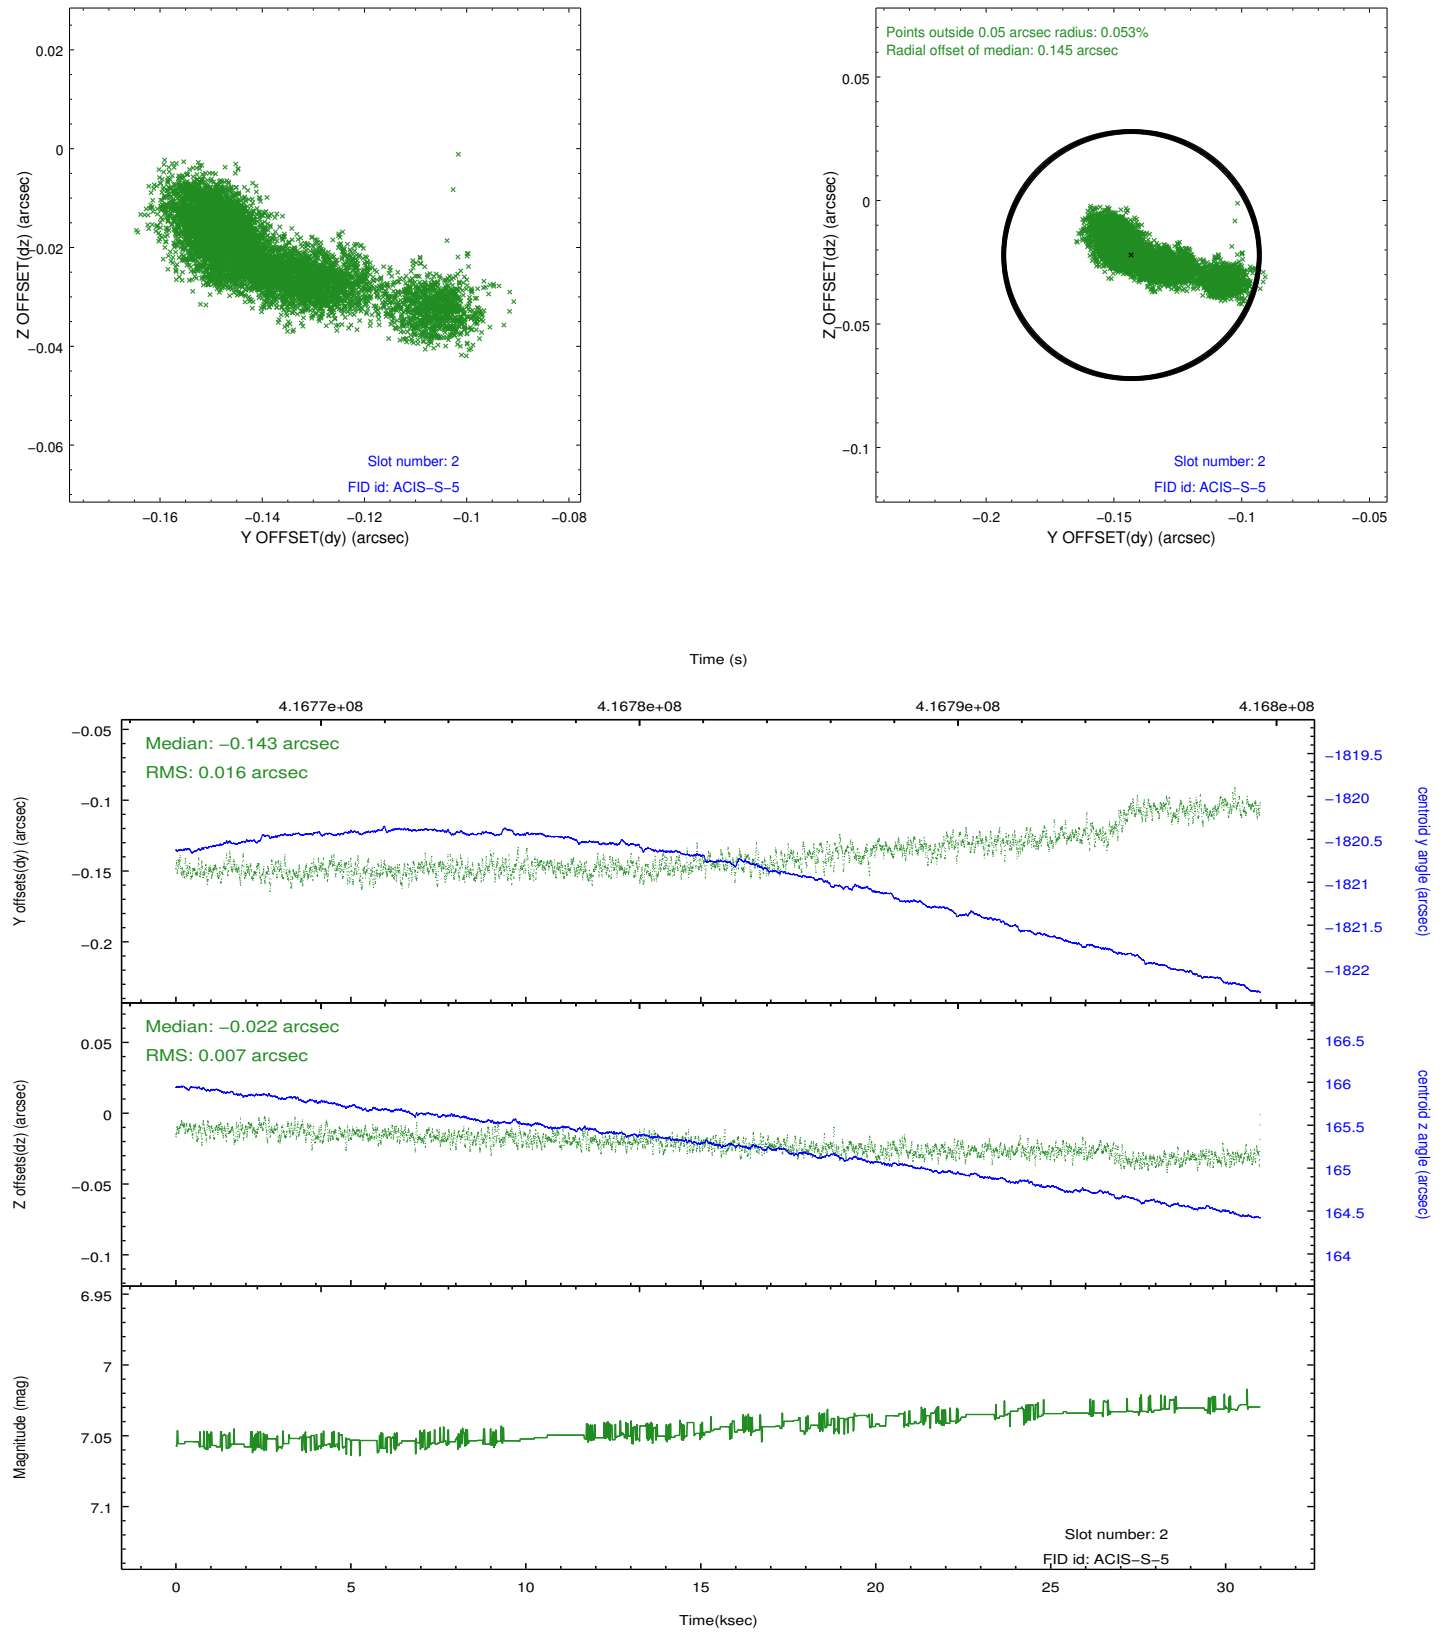 0.02
0
−0.02
−0.04
−0.06
Z OFFSET(dz) (arcsec)
Slot number: 2
FID id: ACIS−S−5
−0.16
−0.14
−0.12
−0.1
−0.08
Y OFFSET(dy) (arcsec)
Points outside 0.05 arcsec radius: 0.053%
Radial offset of median: 0.145 arcsec
0.05
0
−0.05
−0.1
Z OFFSET(dz) (arcsec)
Slot number: 2
FID id: ACIS−S−5
−0.2
−0.15
−0.1
−0.05
Y OFFSET(dy) (arcsec)
Time (s)
4.1677e+08
4.1678e+08
4.1679e+08
4.168e+08
Median: −0.143 arcsec
RMS: 0.016 arcsec
−0.05
−0.1
−0.15
−0.2
Y offsets(dy) (arcsec)
−1819.5
−1820
−1820.5
−1821
−1821.5
−1822
centroid y angle (arcsec)
Median: −0.022 arcsec
RMS: 0.007 arcsec
0.05
0
−0.05
−0.1
Z offsets(dz) (arcsec)
166.5
166
165.5
165
164.5
164
centroid z angle (arcsec)
6.95
7
7.05
7.1
Magnitude (mag)
Slot number: 2
FID id: ACIS−S−5
0
5
10
15
20
25
30
Time(ksec)